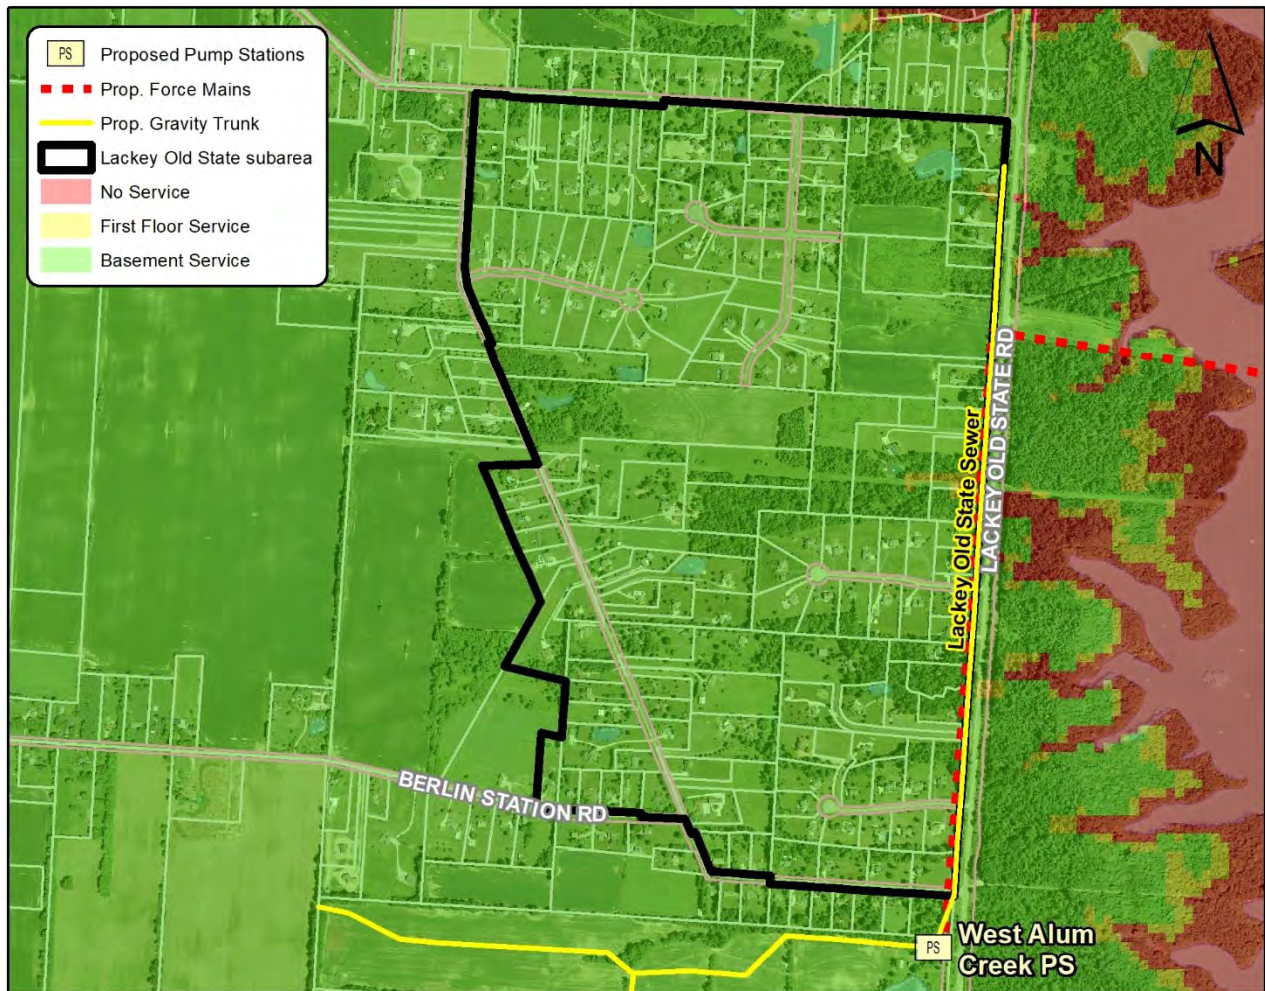 PS Proposed Pump Stations
Prop. Force Mains
Prop. Gravity Trunk
Lackey Old State subarea
No Service
First Floor Service
Basement Service
N
LACKEY OLD STATE RD
Lackey Old State Sewer
BERLIN STATION RD
PS
West Alum
Creek PS